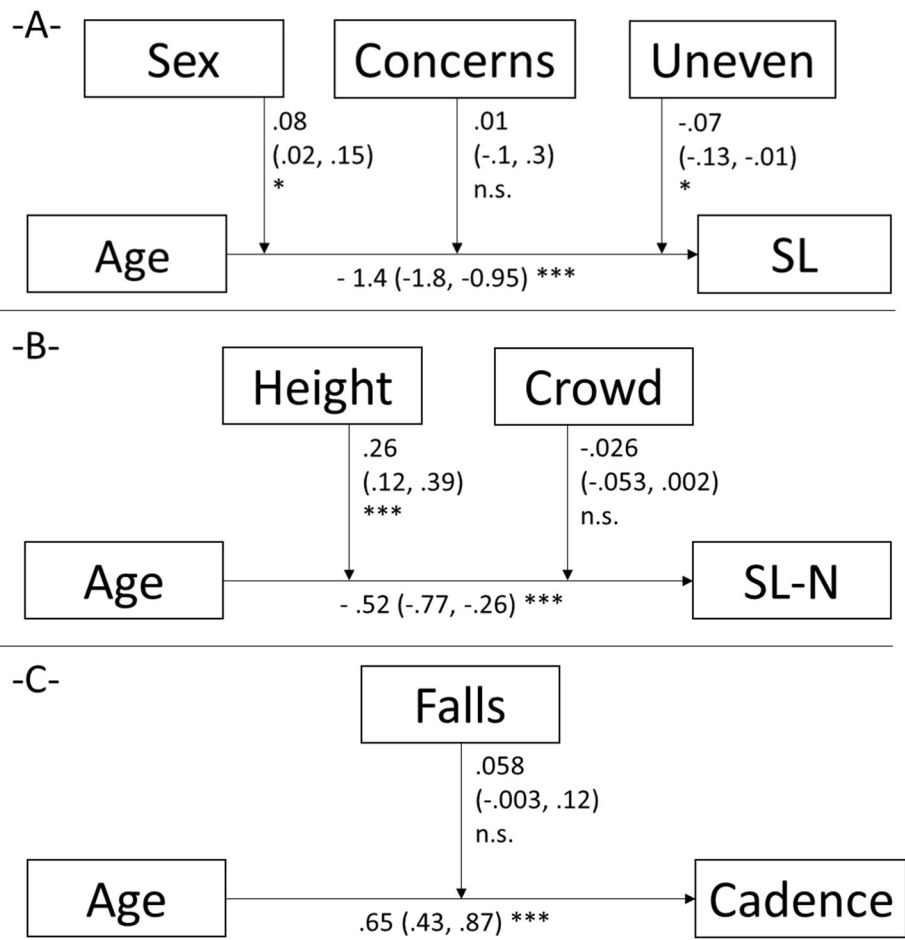 -A-
Sex Concerns Uneven
.08 .01 -.07
(.02, .15) (-.1, .3) (-.13, -.01)
* n.s. *
Age SL
- 1.4 (-1.8, -0.95) ***
-B-
Height Crowd
.26 -.026
(.12, .39) (-.053, .002)
*** n.s.
Age SL-N
- .52 (-.77, -.26) ***
-C-
Falls
.058
(-.003, .12)
n.s.
Age Cadence
.65 (.43, .87) ***